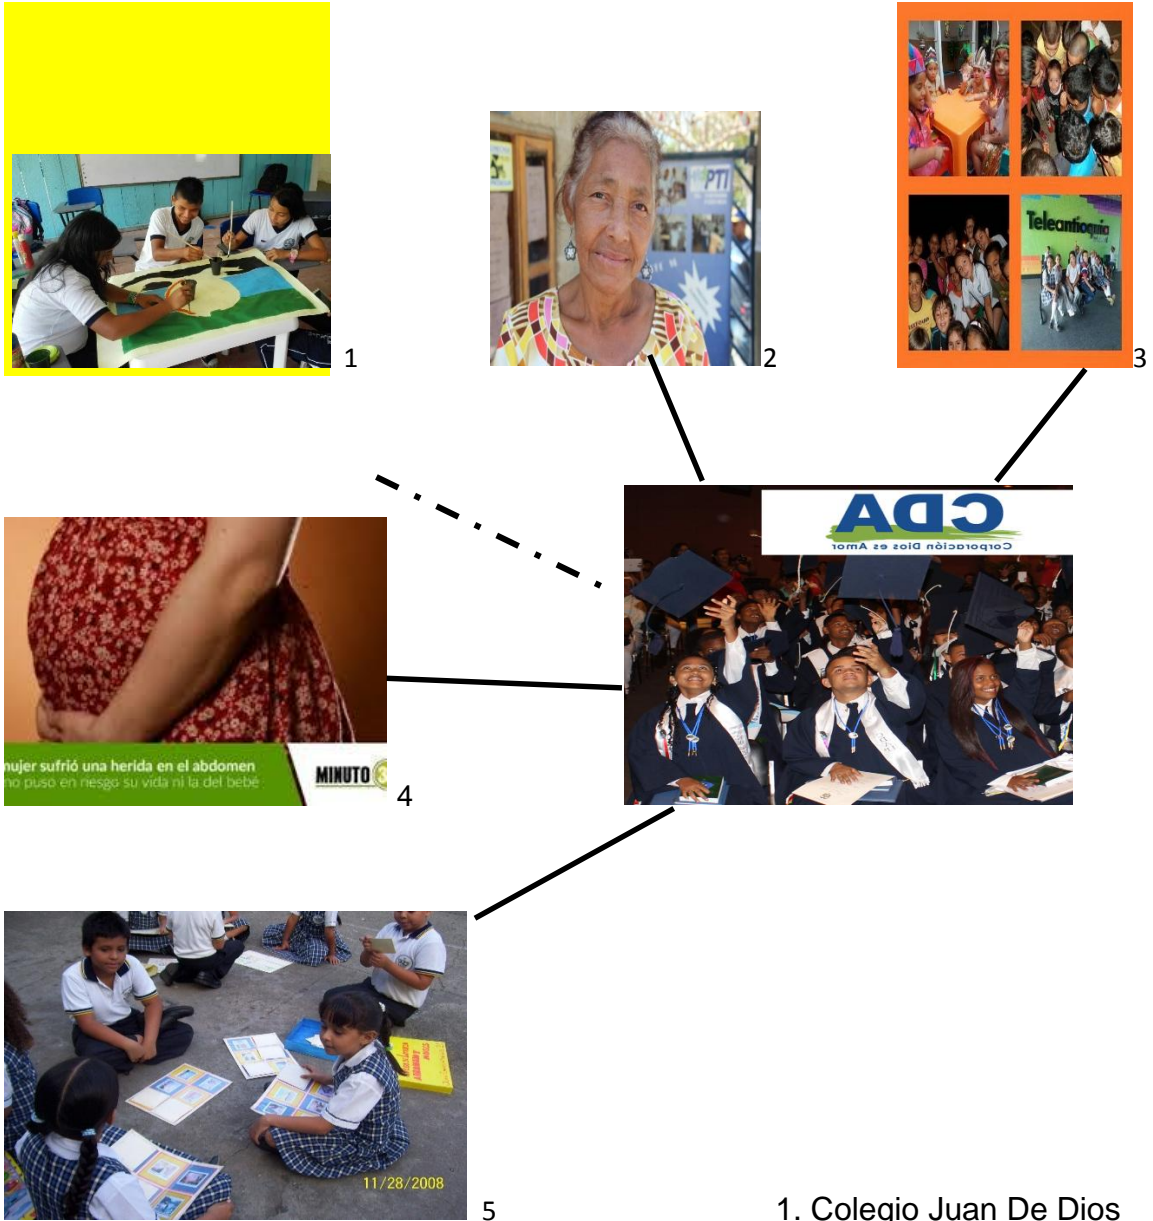 1
PTI
2
Teleantioquia
3
CDA
Corporación Dios es Amor
mujer sufrió una herida en el abdomen
no puso en riesgo su vida ni la del bebé
MINUTO
4
11/28/2008
5
1. Colegio Juan De Dios